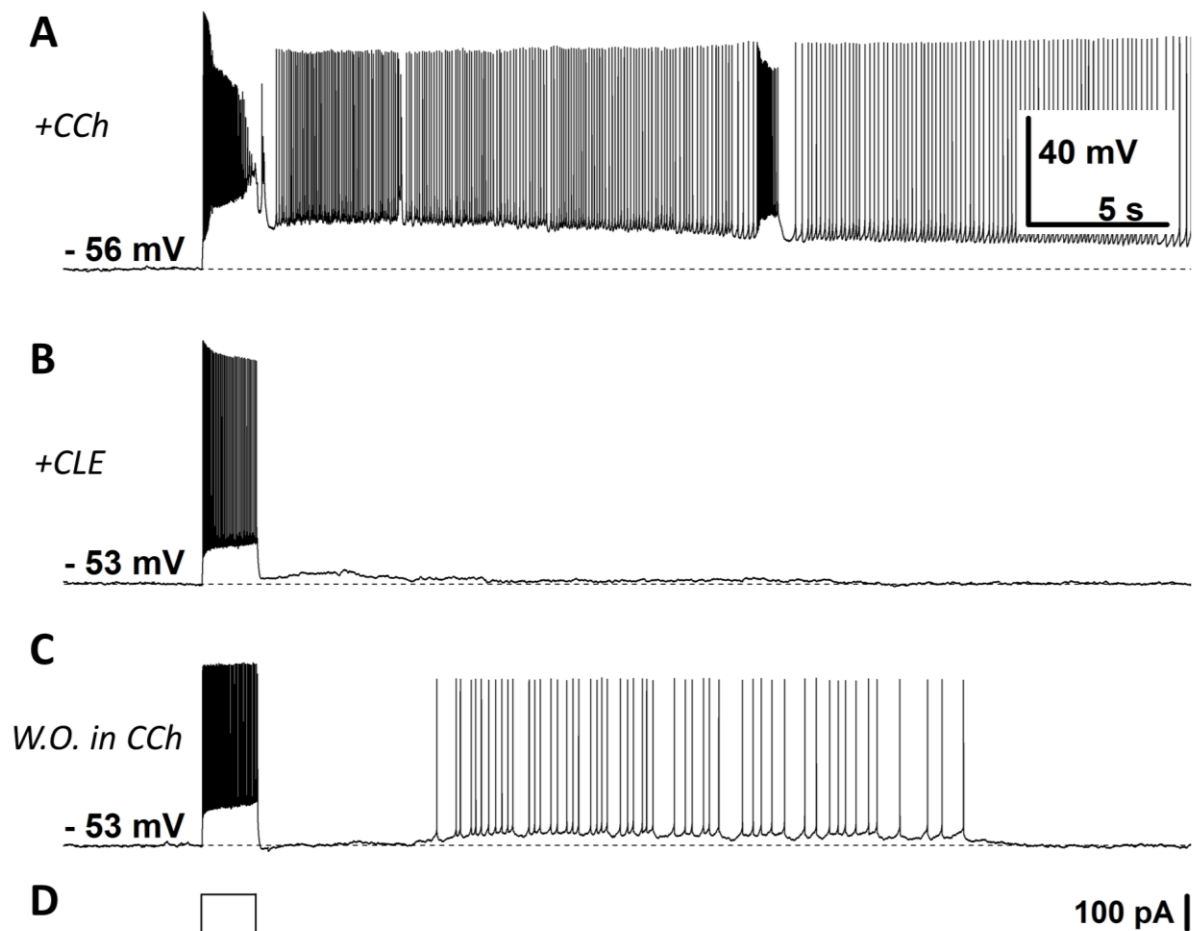 A
+CCh
40 mV
5 s
- 56 mV
B
+CLE
- 53 mV
C
W.O. in CCh
- 53 mV
D
100 pA